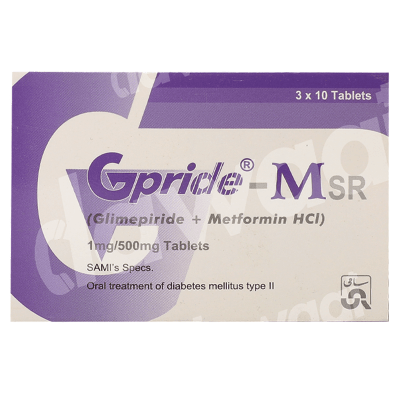 3 x 10 Tablets
Gpride®-MSR
(Glimepiride + Metformin HCl)
1mg/500mg Tablets
SAMI's Specs.
Oral treatment of diabetes mellitus type II
سامی